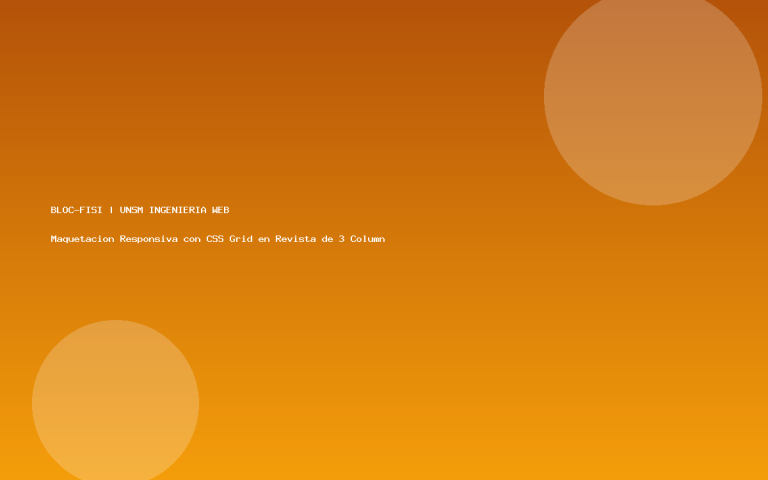 BLOC-FISI | UNSM INGENIERIA WEB
Maquetacion Responsiva con CSS Grid en Revista de 3 Column